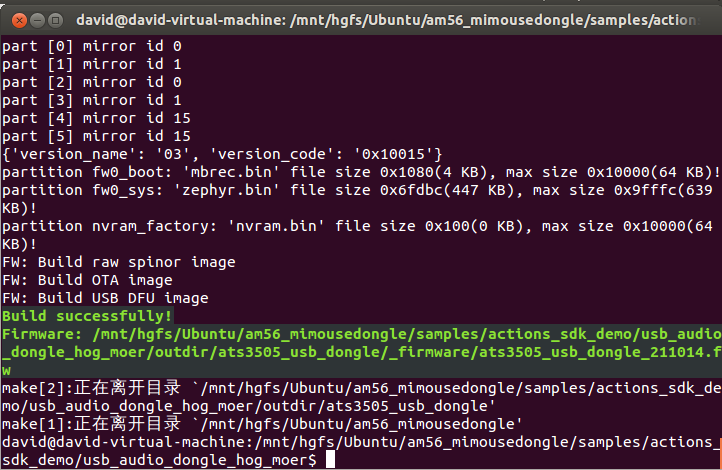 david@david-virtual-machine: /mnt/hgfs/Ubuntu/am56_mimousedongle/samples/action
part [0] mirror id 0
part [1] mirror id 1
part [2] mirror id 0
part [3] mirror id 1
part [4] mirror id 15
part [5] mirror id 15
{'version_name': '03', 'version_code': '0x10015'}
partition fw0_boot: 'mbrec.bin' file size 0x1080(4 KB), max size 0x10000(64 KB)!
partition fw0_sys: 'zephyr.bin' file size 0x6fdbc(447 KB), max size 0x9fffc(639
KB)!
partition nvram_factory: 'nvram.bin' file size 0x100(0 KB), max size 0x10000(64
KB)!
FW: Build raw spinor image
FW: Build OTA image
FW: Build USB DFU image
Build successfully!
Firmware: /mnt/hgfs/Ubuntu/am56_mimousedongle/samples/actions_sdk_demo/usb_audio
_dongle_hog_moer/outdir/ats3505_usb_dongle/_firmware/ats3505_usb_dongle_211014.f
w
make[2]:正在离开目录 `/mnt/hgfs/Ubuntu/am56_mimousedongle/samples/actions_sdk_de
mo/usb_audio_dongle_hog_moer/outdir/ats3505_usb_dongle'
make[1]:正在离开目录 `/mnt/hgfs/Ubuntu/am56_mimousedongle'
david@david-virtual-machine:/mnt/hgfs/Ubuntu/am56_mimousedongle/samples/actions_
sdk_demo/usb_audio_dongle_hog_moer$